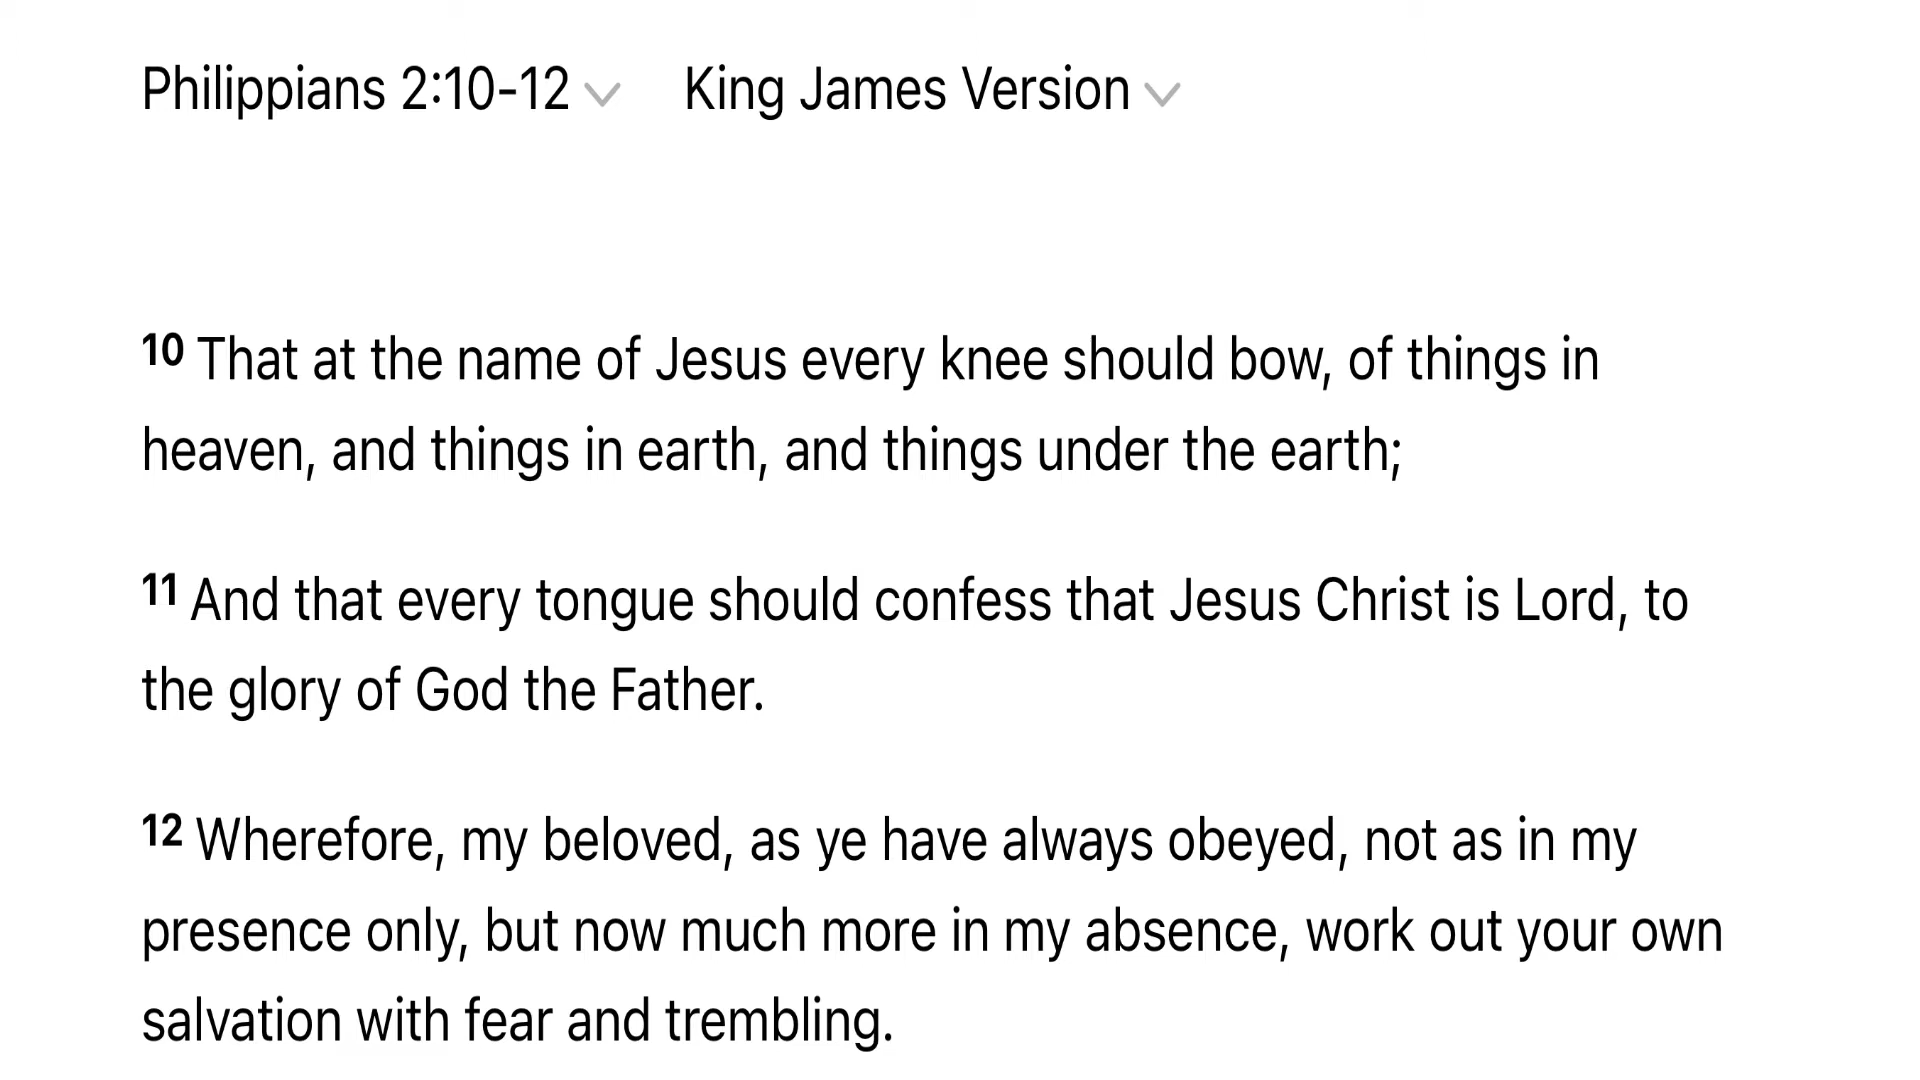 Philippians 2:10-12 King James Version
10 That at the name of Jesus every knee should bow, of things in
heaven, and things in earth, and things under the earth;
11 And that every tongue should confess that Jesus Christ is Lord, to
the glory of God the Father.
12 Wherefore, my beloved, as ye have always obeyed, not as in my
presence only, but now much more in my absence, work out your own
salvation with fear and trembling.